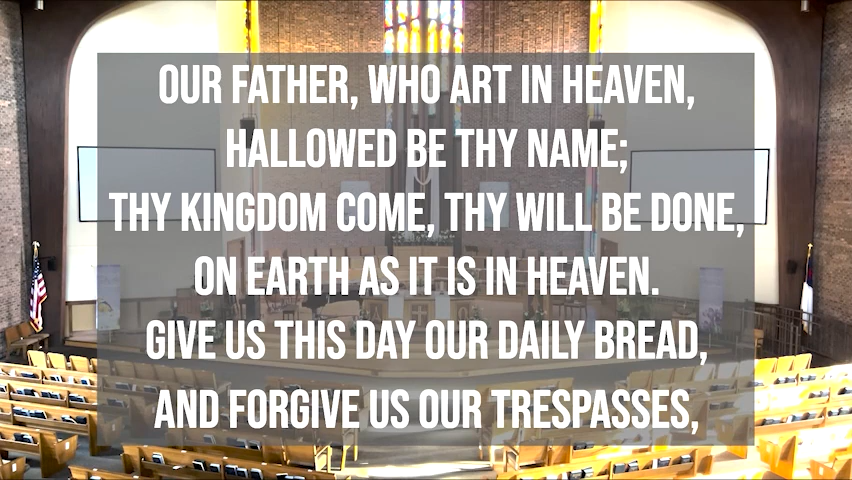 OUR FATHER, WHO ART IN HEAVEN,
HALLOWED BE THY NAME;
THY KINGDOM COME, THY WILL BE DONE,
ON EARTH AS IT IS IN HEAVEN.
GIVE US THIS DAY OUR DAILY BREAD,
AND FORGIVE US OUR TRESPASSES,